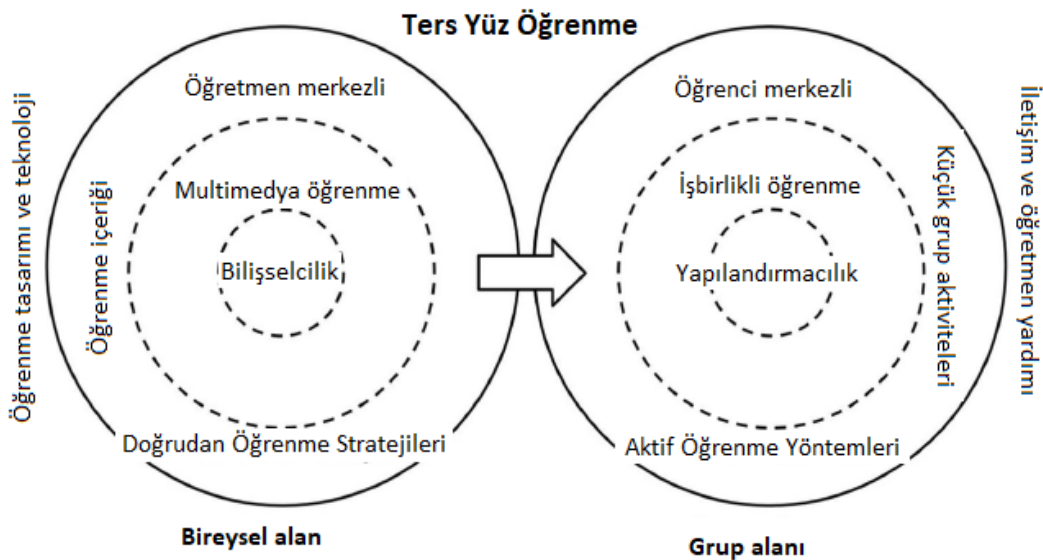 Ters Yüz Öğrenme
Öğrenme tasarımı ve teknoloji
Öğretmen merkezli
Öğrenme içeriği
Multimedya öğrenme
Bilişselcilik
Doğrudan Öğrenme Stratejileri
Bireysel alan
Öğrenci merkezli
İşbirlikli öğrenme
Yapılandırmacılık
Küçük grup aktiviteleri
Aktif Öğrenme Yöntemleri
Grup alanı
İletişim ve öğretmen yardımı